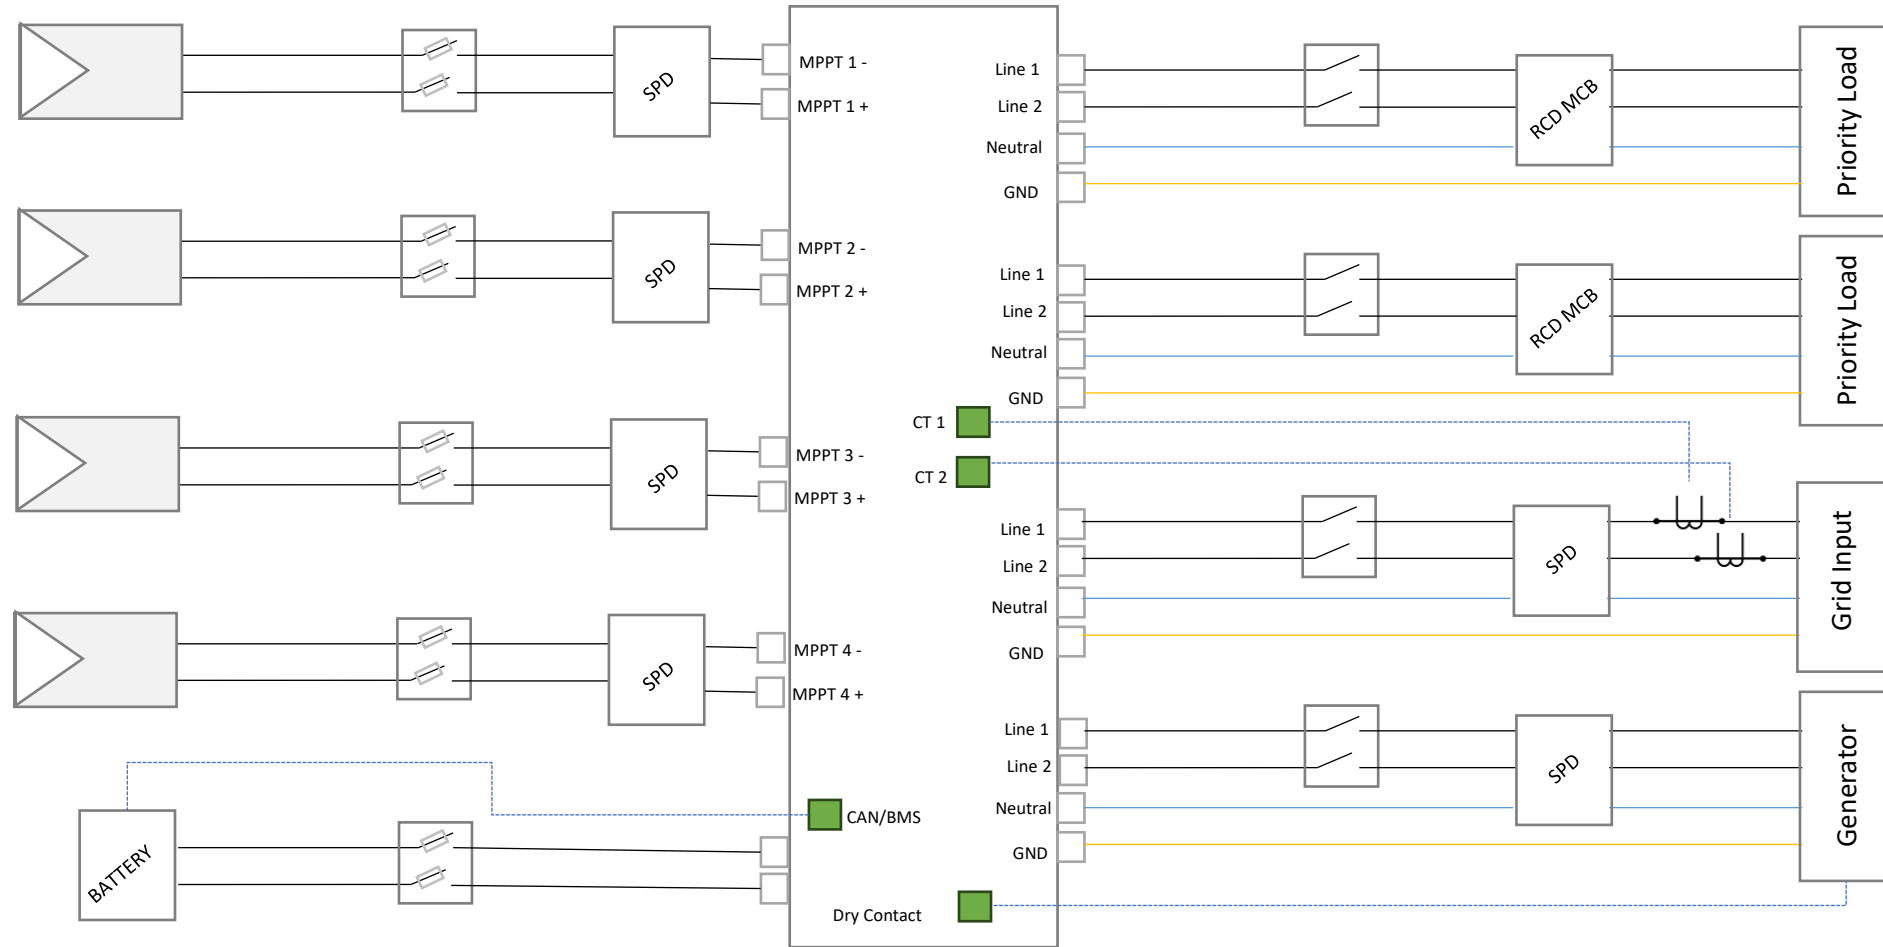 SPD
MPPT 1 -
MPPT 1 +
SPD
MPPT 2 -
MPPT 2 +
SPD
MPPT 3 -
MPPT 3 +
SPD
MPPT 4 -
MPPT 4 +
BATTERY
CAN/BMS
Dry Contact
Line 1
Line 2
Neutral
GND
RCD MCB
Priority Load
Line 1
Line 2
Neutral
GND
RCD MCB
Priority Load
CT 1
CT 2
Line 1
Line 2
Neutral
GND
SPD
Grid Input
Line 1
Line 2
Neutral
GND
SPD
Generator